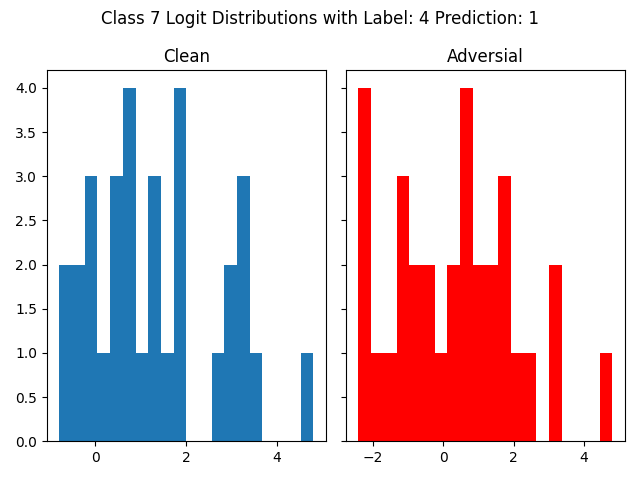 Class 7 Logit Distributions with Label: 4 Prediction: 1
Clean
Adversial
4.0
3.5
3.0
2.5
2.0
1.5
1.0
0.5
0.0
0 2 4
−2 0 2 4